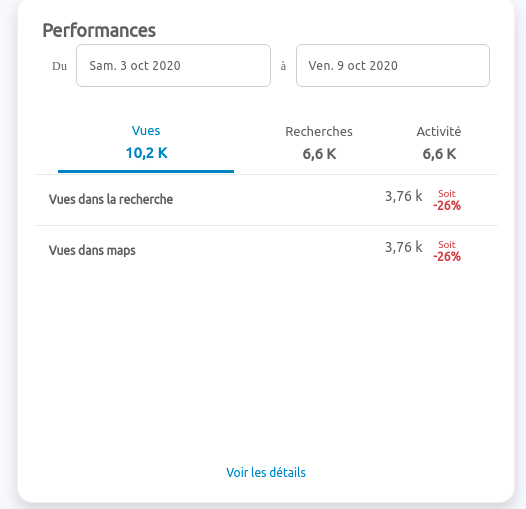 Performances
Du Sam. 3 oct 2020 à Ven. 9 oct 2020
Vues Recherches Activité
10,2 K 6,6 K 6,6 K
Vues dans la recherche 3,76 k Soit -26%
Vues dans maps 3,76 k Soit -26%
Voir les détails